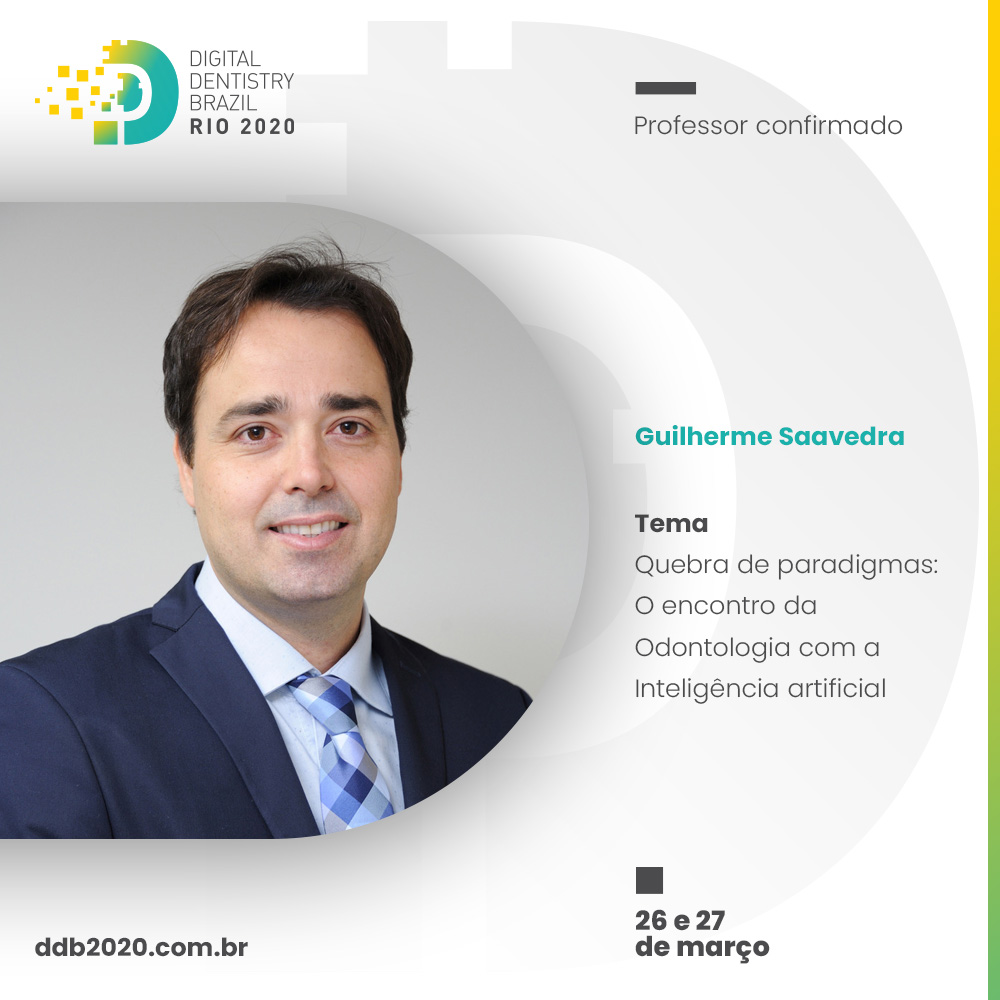 DIGITAL
DENTISTRY
BRAZIL
RIO 2020
Professor confirmado
Guilherme Saavedra
Tema
Quebra de paradigmas:
O encontro da
Odontologia com a
Inteligência artificial
26 e 27
de março
ddb2020.com.br